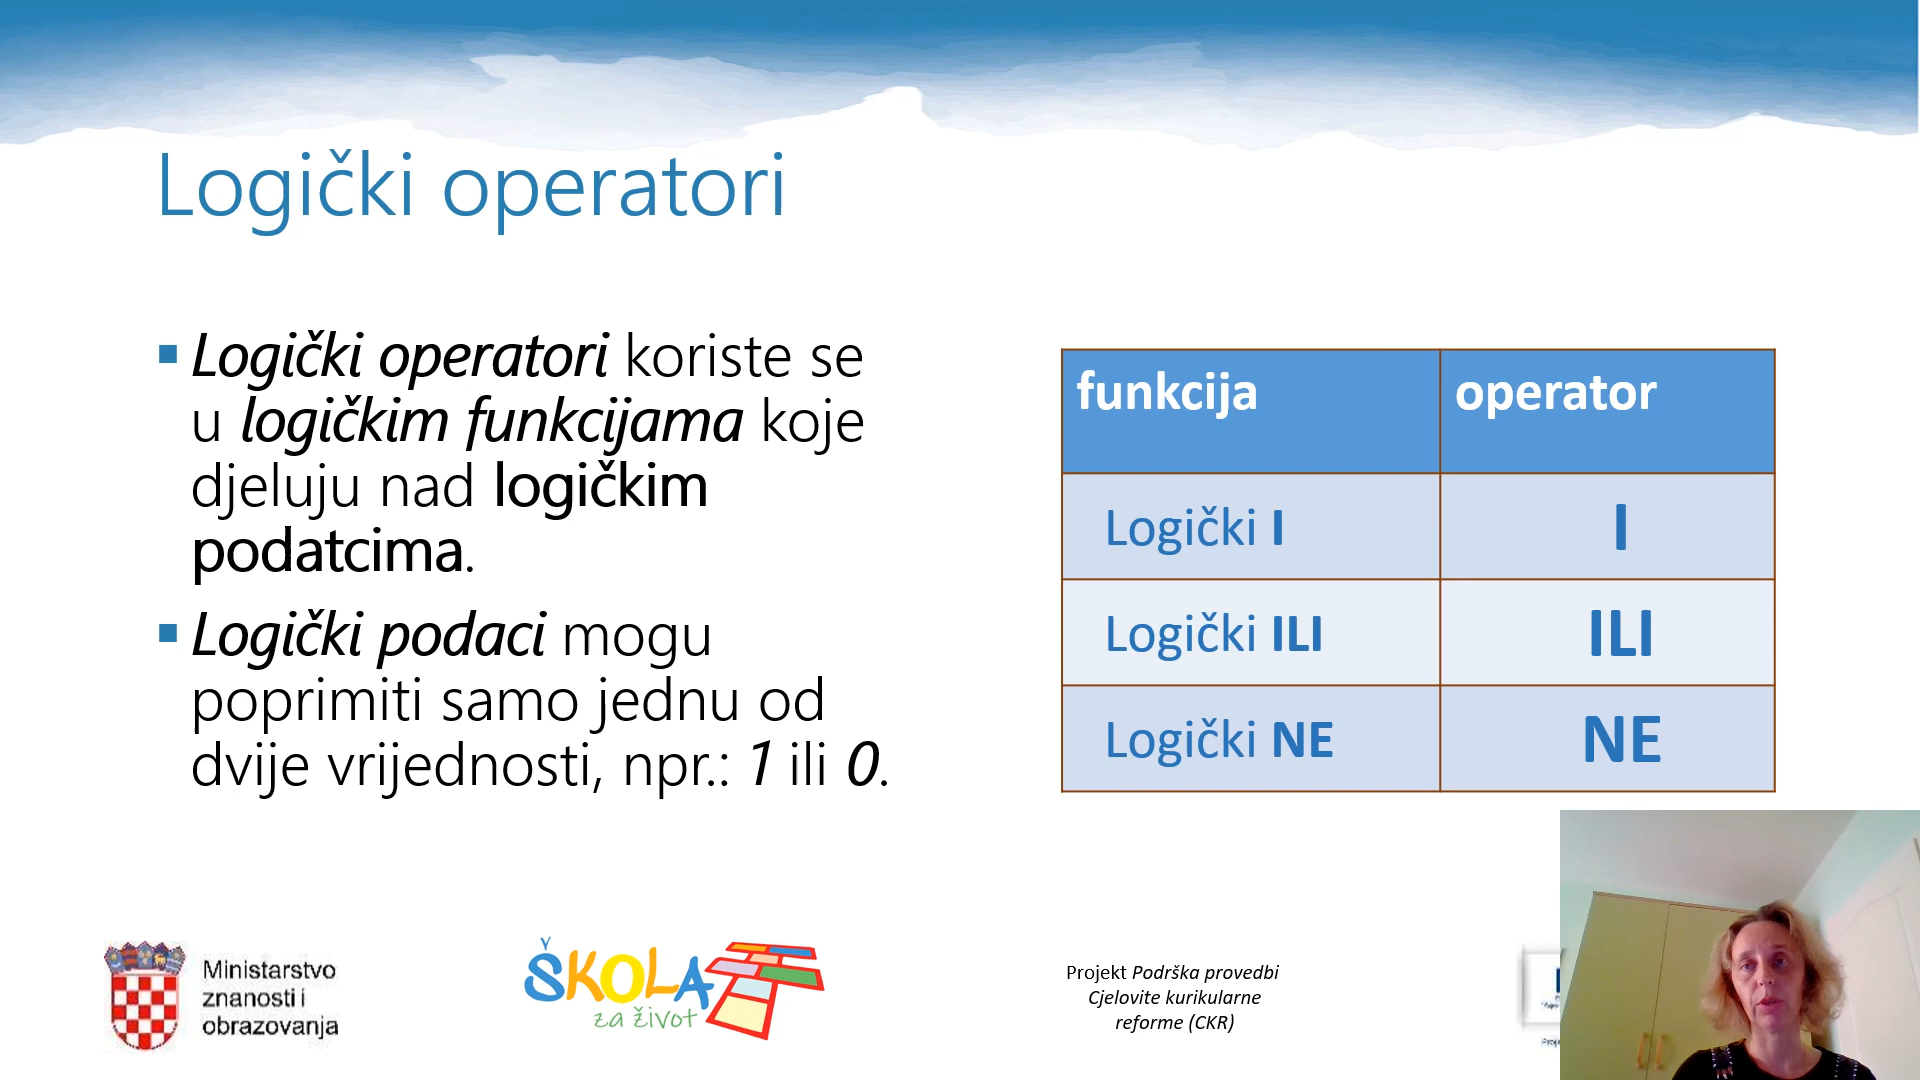 Logički operatori
Logički operatori koriste se
u logičkim funkcijama koje
djeluju nad logičkim
podatcima.
Logički podaci mogu
poprimiti samo jednu od
dvije vrijednosti, npr.: 1 ili 0.
funkcija operator
Logički I I
Logički ILI ILI
Logički NE NE
Ministarstvo
znanosti i
obrazovanja
ŠKOLA
za život
Projekt Podrška provedbi
Cjelovite kurikularne
reforme (CKR)